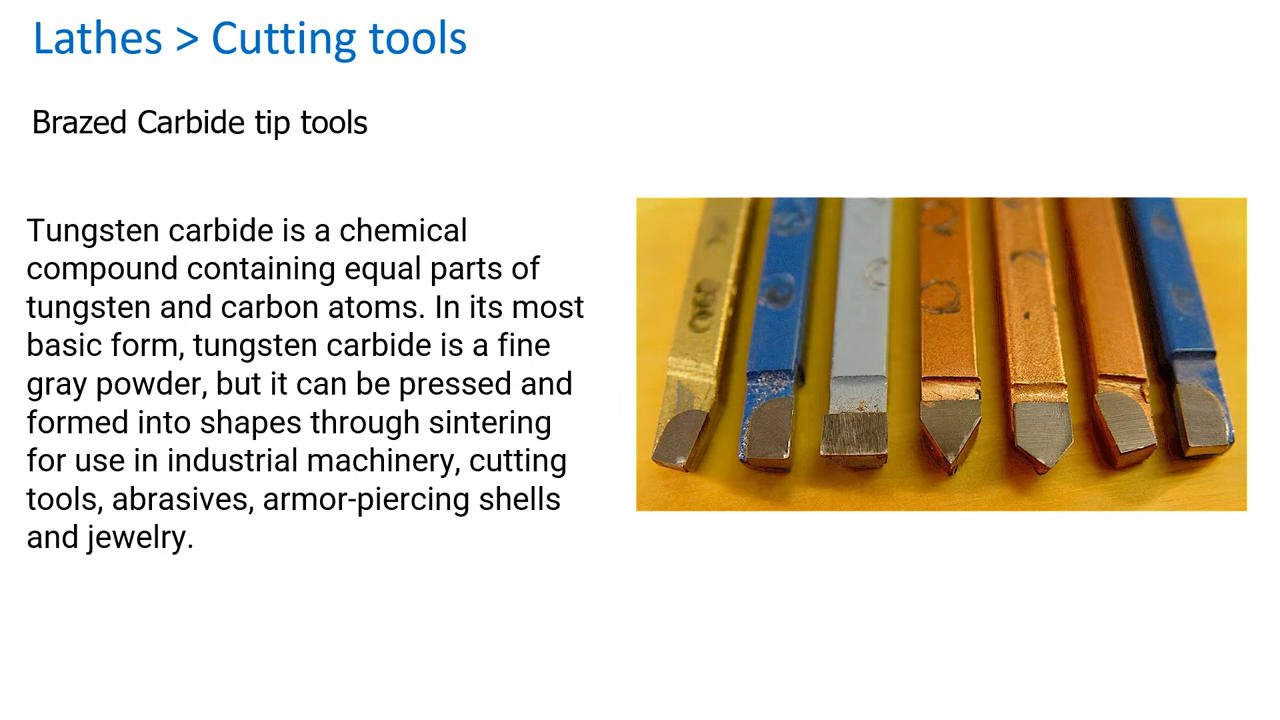 Lathes > Cutting tools
Brazed Carbide tip tools
Tungsten carbide is a chemical
compound containing equal parts of
tungsten and carbon atoms. In its most
basic form, tungsten carbide is a fine
gray powder, but it can be pressed and
formed into shapes through sintering
for use in industrial machinery, cutting
tools, abrasives, armor-piercing shells
and jewelry.